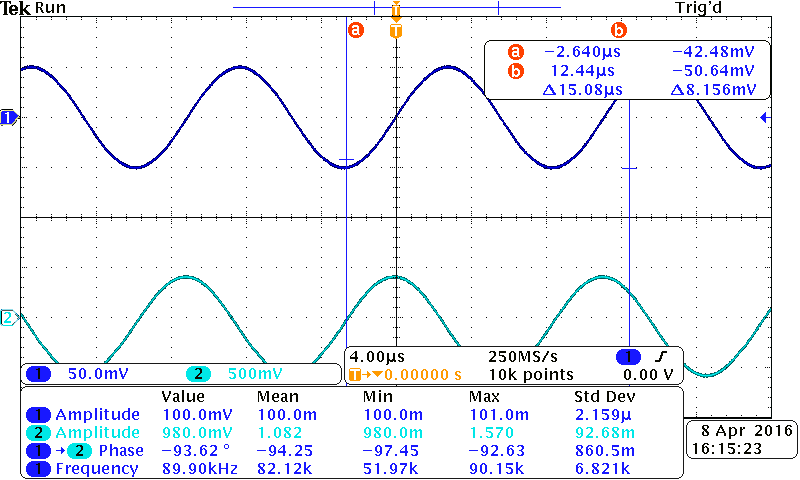 Tek Run Trig'd
T
a b
T
a −2.640µs −42.48mV
b 12.44µs −50.64mV
Δ15.08µs Δ8.156mV
1
2
1 50.0mV 2 500mV
4.00µs 250MS/s 1
T→▼0.00000 s 10k points 0.00 V
Value Mean Min Max Std Dev
1 Amplitude 100.0mV 100.0m 100.0m 101.0m 2.159µ
2 Amplitude 980.0mV 1.082 980.0m 1.570 92.68m
1 → 2 Phase −93.62 ° −94.25 −97.45 −92.63 860.5m
1 Frequency 89.90kHz 82.12k 51.97k 90.15k 6.821k
8 Apr 2016
16:15:23